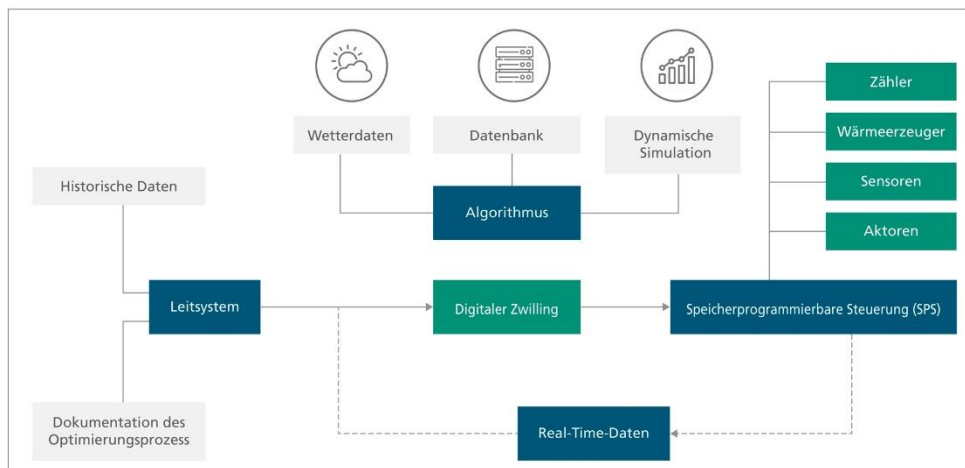 Zähler
Wetterdaten
Datenbank
Dynamische
Simulation
Wärmeerzeuger
Historische Daten
Sensoren
Algorithmus
Aktoren
Leitsystem
Digitaler Zwilling
Speicherprogrammierbare Steuerung (SPS)
Dokumentation des
Optimierungsprozess
Real-Time-Daten